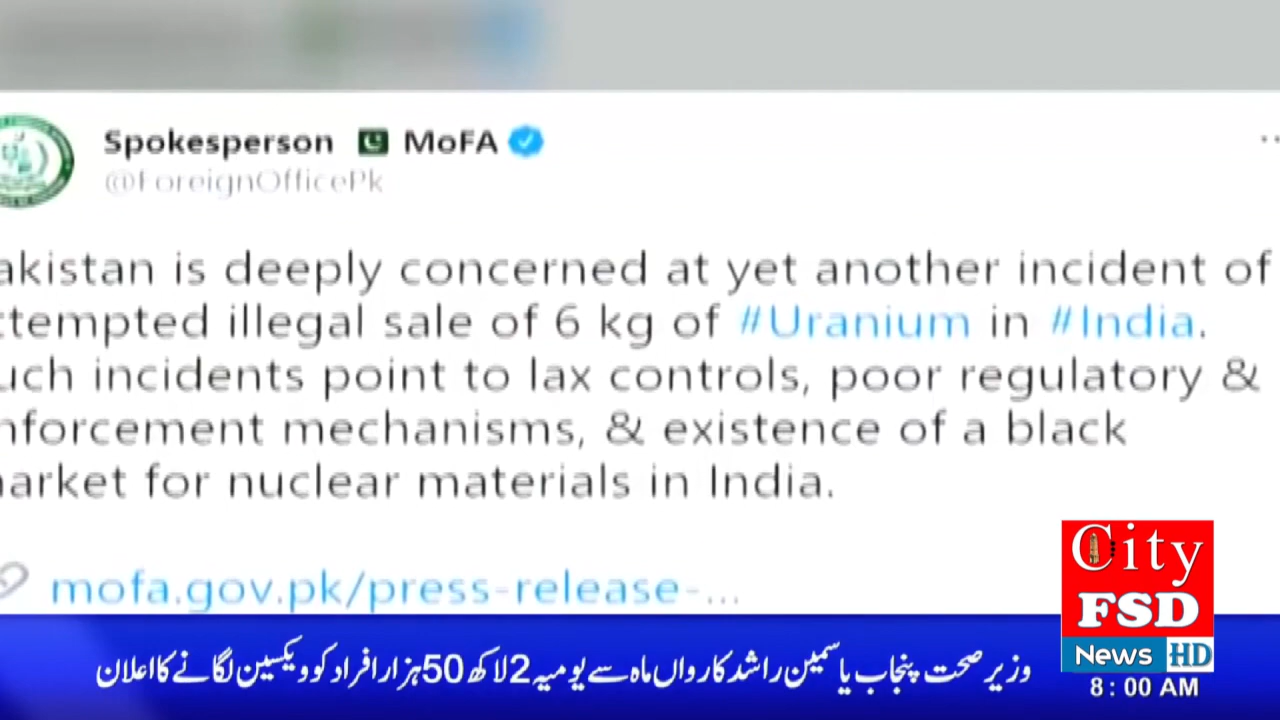 Spokesperson MoFA
@ForeignOfficePk
akistan is deeply concerned at yet another incident of
ttempted illegal sale of 6 kg of #Uranium in #India.
uch incidents point to lax controls, poor regulatory &
nforcement mechanisms, & existence of a black
arket for nuclear materials in India.
mofa.gov.pk/press-release-...
City
FSD
News HD
8:00 AM
وزیر صحت پنجاب یاسمین راشد کا رواں ماہ سے یومیہ 2 لاکھ 50 ہزار افراد کو ویکسین لگانے کا اعلان